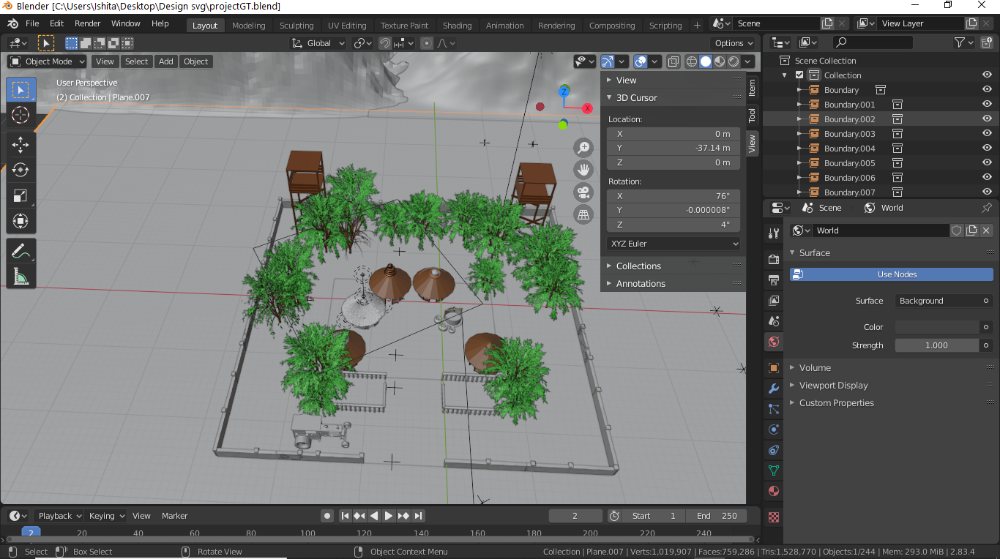 Blender [C:\Users\Ishita\Desktop\Design svg\projectGT.blend]
File Edit Render Window Help Layout Modeling Sculpting UV Editing Texture Paint Shading Animation Rendering Compositing Scripting + Scene View Layer
Global Options
Object Mode View Select Add Object
User Perspective
(2) Collection | Plane.007
Z
X
View
3D Cursor
Location:
X 0 m
Y -37.14 m
Z 0 m
Rotation:
X 76°
Y -0.000008°
Z 4°
XYZ Euler
Collections
Annotations
Item
Tool
View
Scene Collection
Collection
Boundary
Boundary.001
Boundary.002
Boundary.003
Boundary.004
Boundary.005
Boundary.006
Boundary.007
Scene World
World
Surface
Use Nodes
Surface Background
Color
Strength 1.000
Volume
Viewport Display
Custom Properties
Playback Keying View Marker 2 Start 1 End 250
2 20 40 60 80 100 120 140 160 180 200 220 240
Select Box Select Rotate View Object Context Menu Collection | Plane.007 | Verts:1,019,907 | Faces:759,286 | Tris:1,528,770 | Objects:1/244 | Mem: 293.0 MiB | 2.83.4